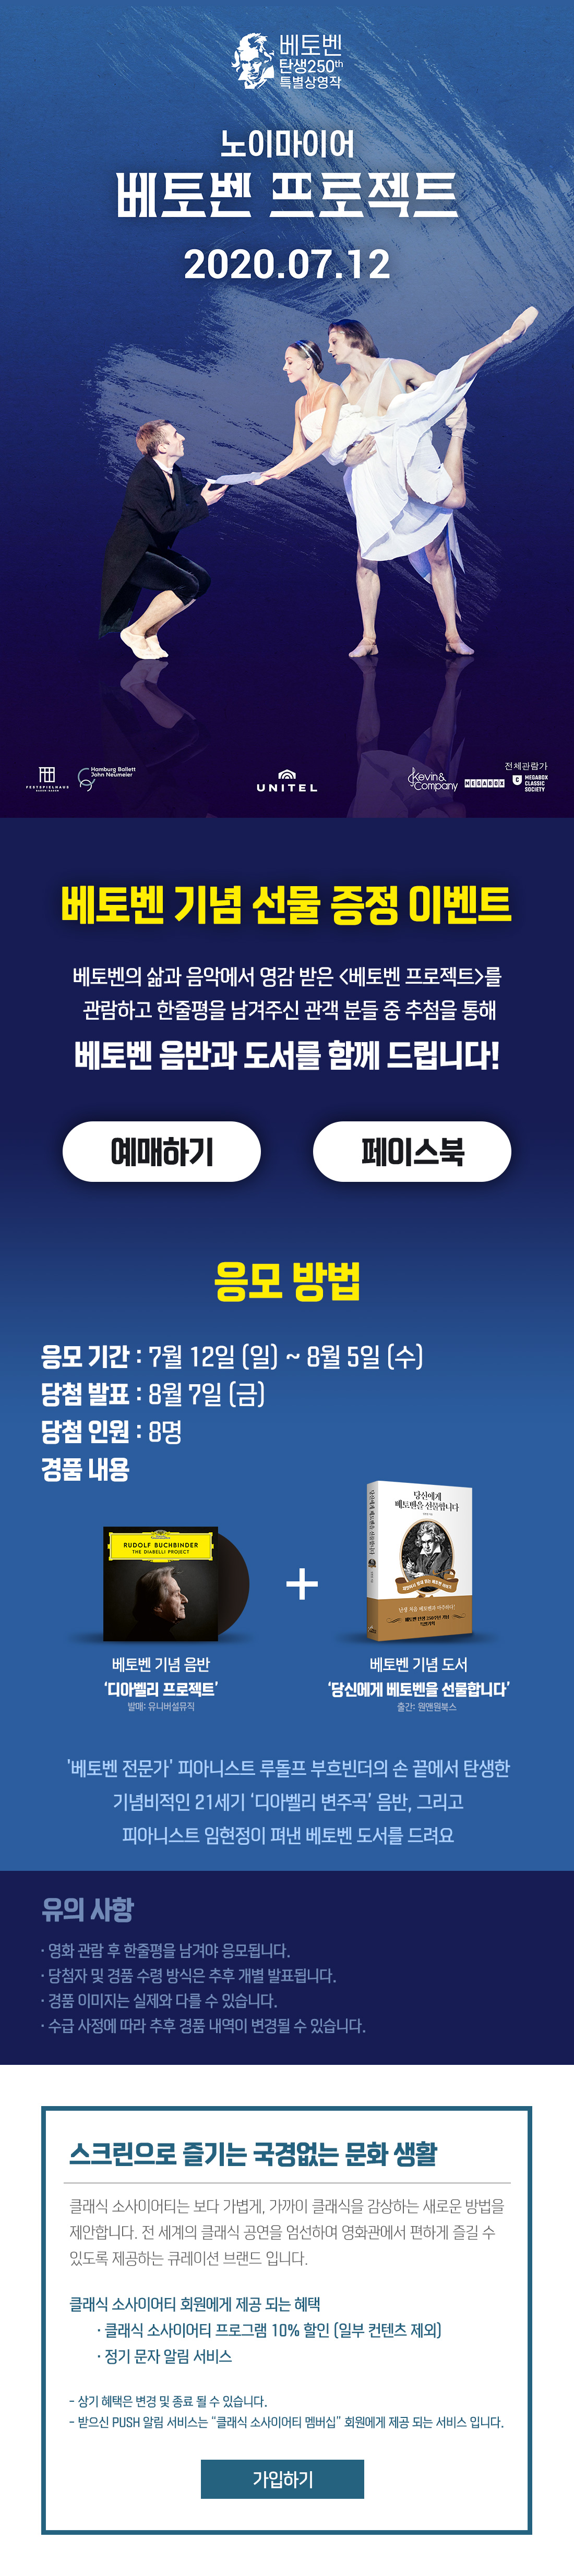 베토벤
탄생250th
특별상영작
노이마이어
베토벤 프로젝트
2020.07.12
전체관람가
FESTSPIELHAUS
BADEN-BADEN
Hamburg Ballett
John Neumeier
UNITEL
Kevin&
Company
MEGABOX
MEGABOX
CLASSIC
SOCIETY
베토벤 기념 선물 증정 이벤트
베토벤의 삶과 음악에서 영감 받은 <베토벤 프로젝트>를
관람하고 한줄평을 남겨주신 관객 분들 중 추첨을 통해
베토벤 음반과 도서를 함께 드립니다!
예매하기
페이스북
응모 방법
응모 기간 : 7월 12일 (일) ~ 8월 5일 (수)
당첨 발표 : 8월 7일 (금)
당첨 인원 : 8명
경품 내용
RUDOLF BUCHBINDER
THE DIABELLI PROJECT
+
당신에게
베토벤을 선물합니다
베토벤 기념 음반
‘디아벨리 프로젝트’
발매: 유니버설뮤직
베토벤 기념 도서
‘당신에게 베토벤을 선물합니다’
출간: 원앤원북스
'베토벤 전문가' 피아니스트 루돌프 부흐빈더의 손 끝에서 탄생한
기념비적인 21세기 ‘디아벨리 변주곡’ 음반, 그리고
피아니스트 임현정이 펴낸 베토벤 도서를 드려요
유의 사항
· 영화 관람 후 한줄평을 남겨야 응모됩니다.
· 당첨자 및 경품 수령 방식은 추후 개별 발표됩니다.
· 경품 이미지는 실제와 다를 수 있습니다.
· 수급 사정에 따라 추후 경품 내역이 변경될 수 있습니다.
스크린으로 즐기는 국경없는 문화 생활
클래식 소사이어티는 보다 가볍게, 가까이 클래식을 감상하는 새로운 방법을
제안합니다. 전 세계의 클래식 공연을 엄선하여 영화관에서 편하게 즐길 수
있도록 제공하는 큐레이션 브랜드 입니다.
클래식 소사이어티 회원에게 제공 되는 혜택
· 클래식 소사이어티 프로그램 10% 할인 (일부 컨텐츠 제외)
· 정기 문자 알림 서비스
- 상기 혜택은 변경 및 종료 될 수 있습니다.
- 받으신 PUSH 알림 서비스는 “클래식 소사이어티 멤버십” 회원에게 제공 되는 서비스 입니다.
가입하기